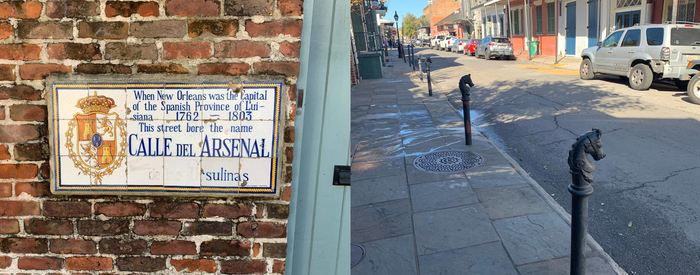 When New Orleans was the Capital
of the Spanish Province of Lui-
siana 1762 - 1803
This street bore the name
CALLE DEL ARSENAL
sulinas